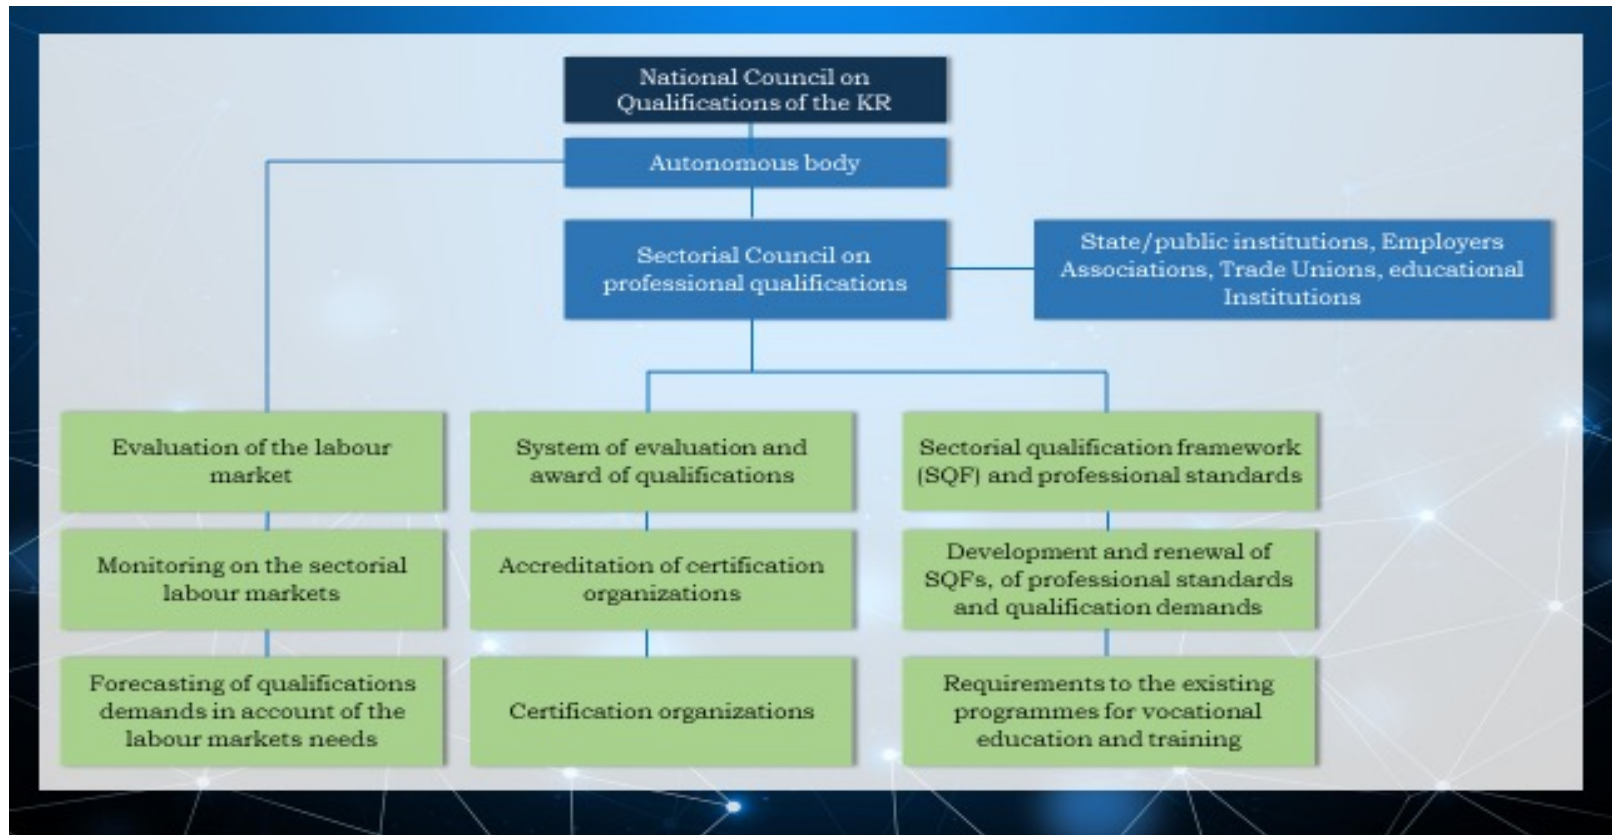 National Council on
Qualifications of the KR
Autonomous body
Sectorial Council on
professional qualifications
State/public institutions, Employers
Associations, Trade Unions, educational
Institutions
Evaluation of the labour
market
System of evaluation and
award of qualifications
Sectorial qualification framework
(SQF) and professional standards
Monitoring on the sectorial
labour markets
Accreditation of certification
organizations
Development and renewal of
SQFs, of professional standards
and qualification demands
Forecasting of qualifications
demands in account of the
labour markets needs
Certification organizations
Requirements to the existing
programmes for vocational
education and training